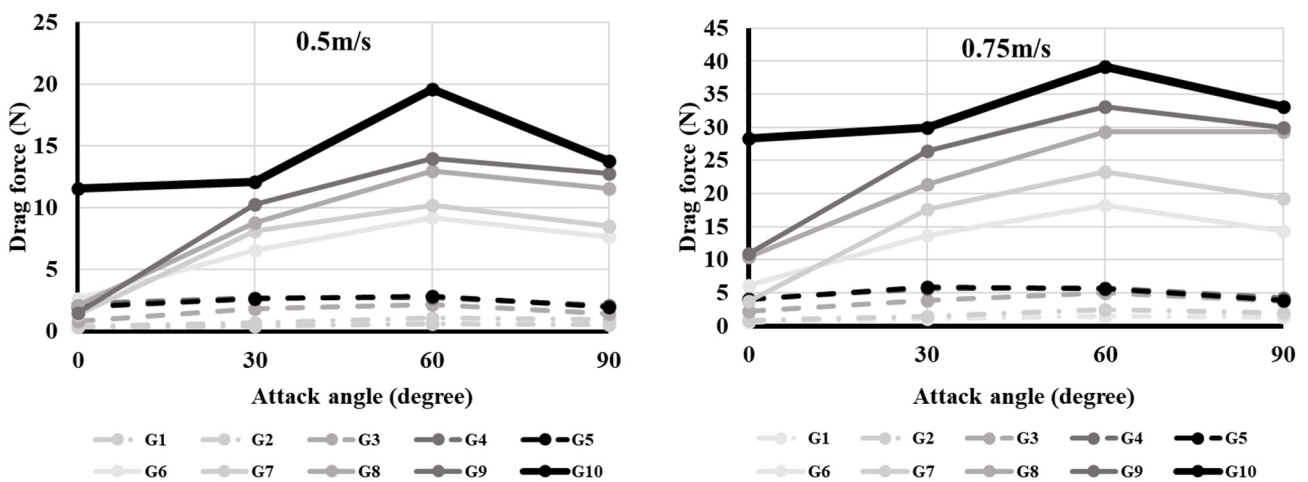 0.5m/s
Drag force (N)
25
20
15
10
5
0
0 30 60 90
Attack angle (degree)
G1 G2 G3 G4 G5
G6 G7 G8 G9 G10
0.75m/s
Drag force (N)
45
40
35
30
25
20
15
10
5
0
0 30 60 90
Attack angle (degree)
G1 G2 G3 G4 G5
G6 G7 G8 G9 G10